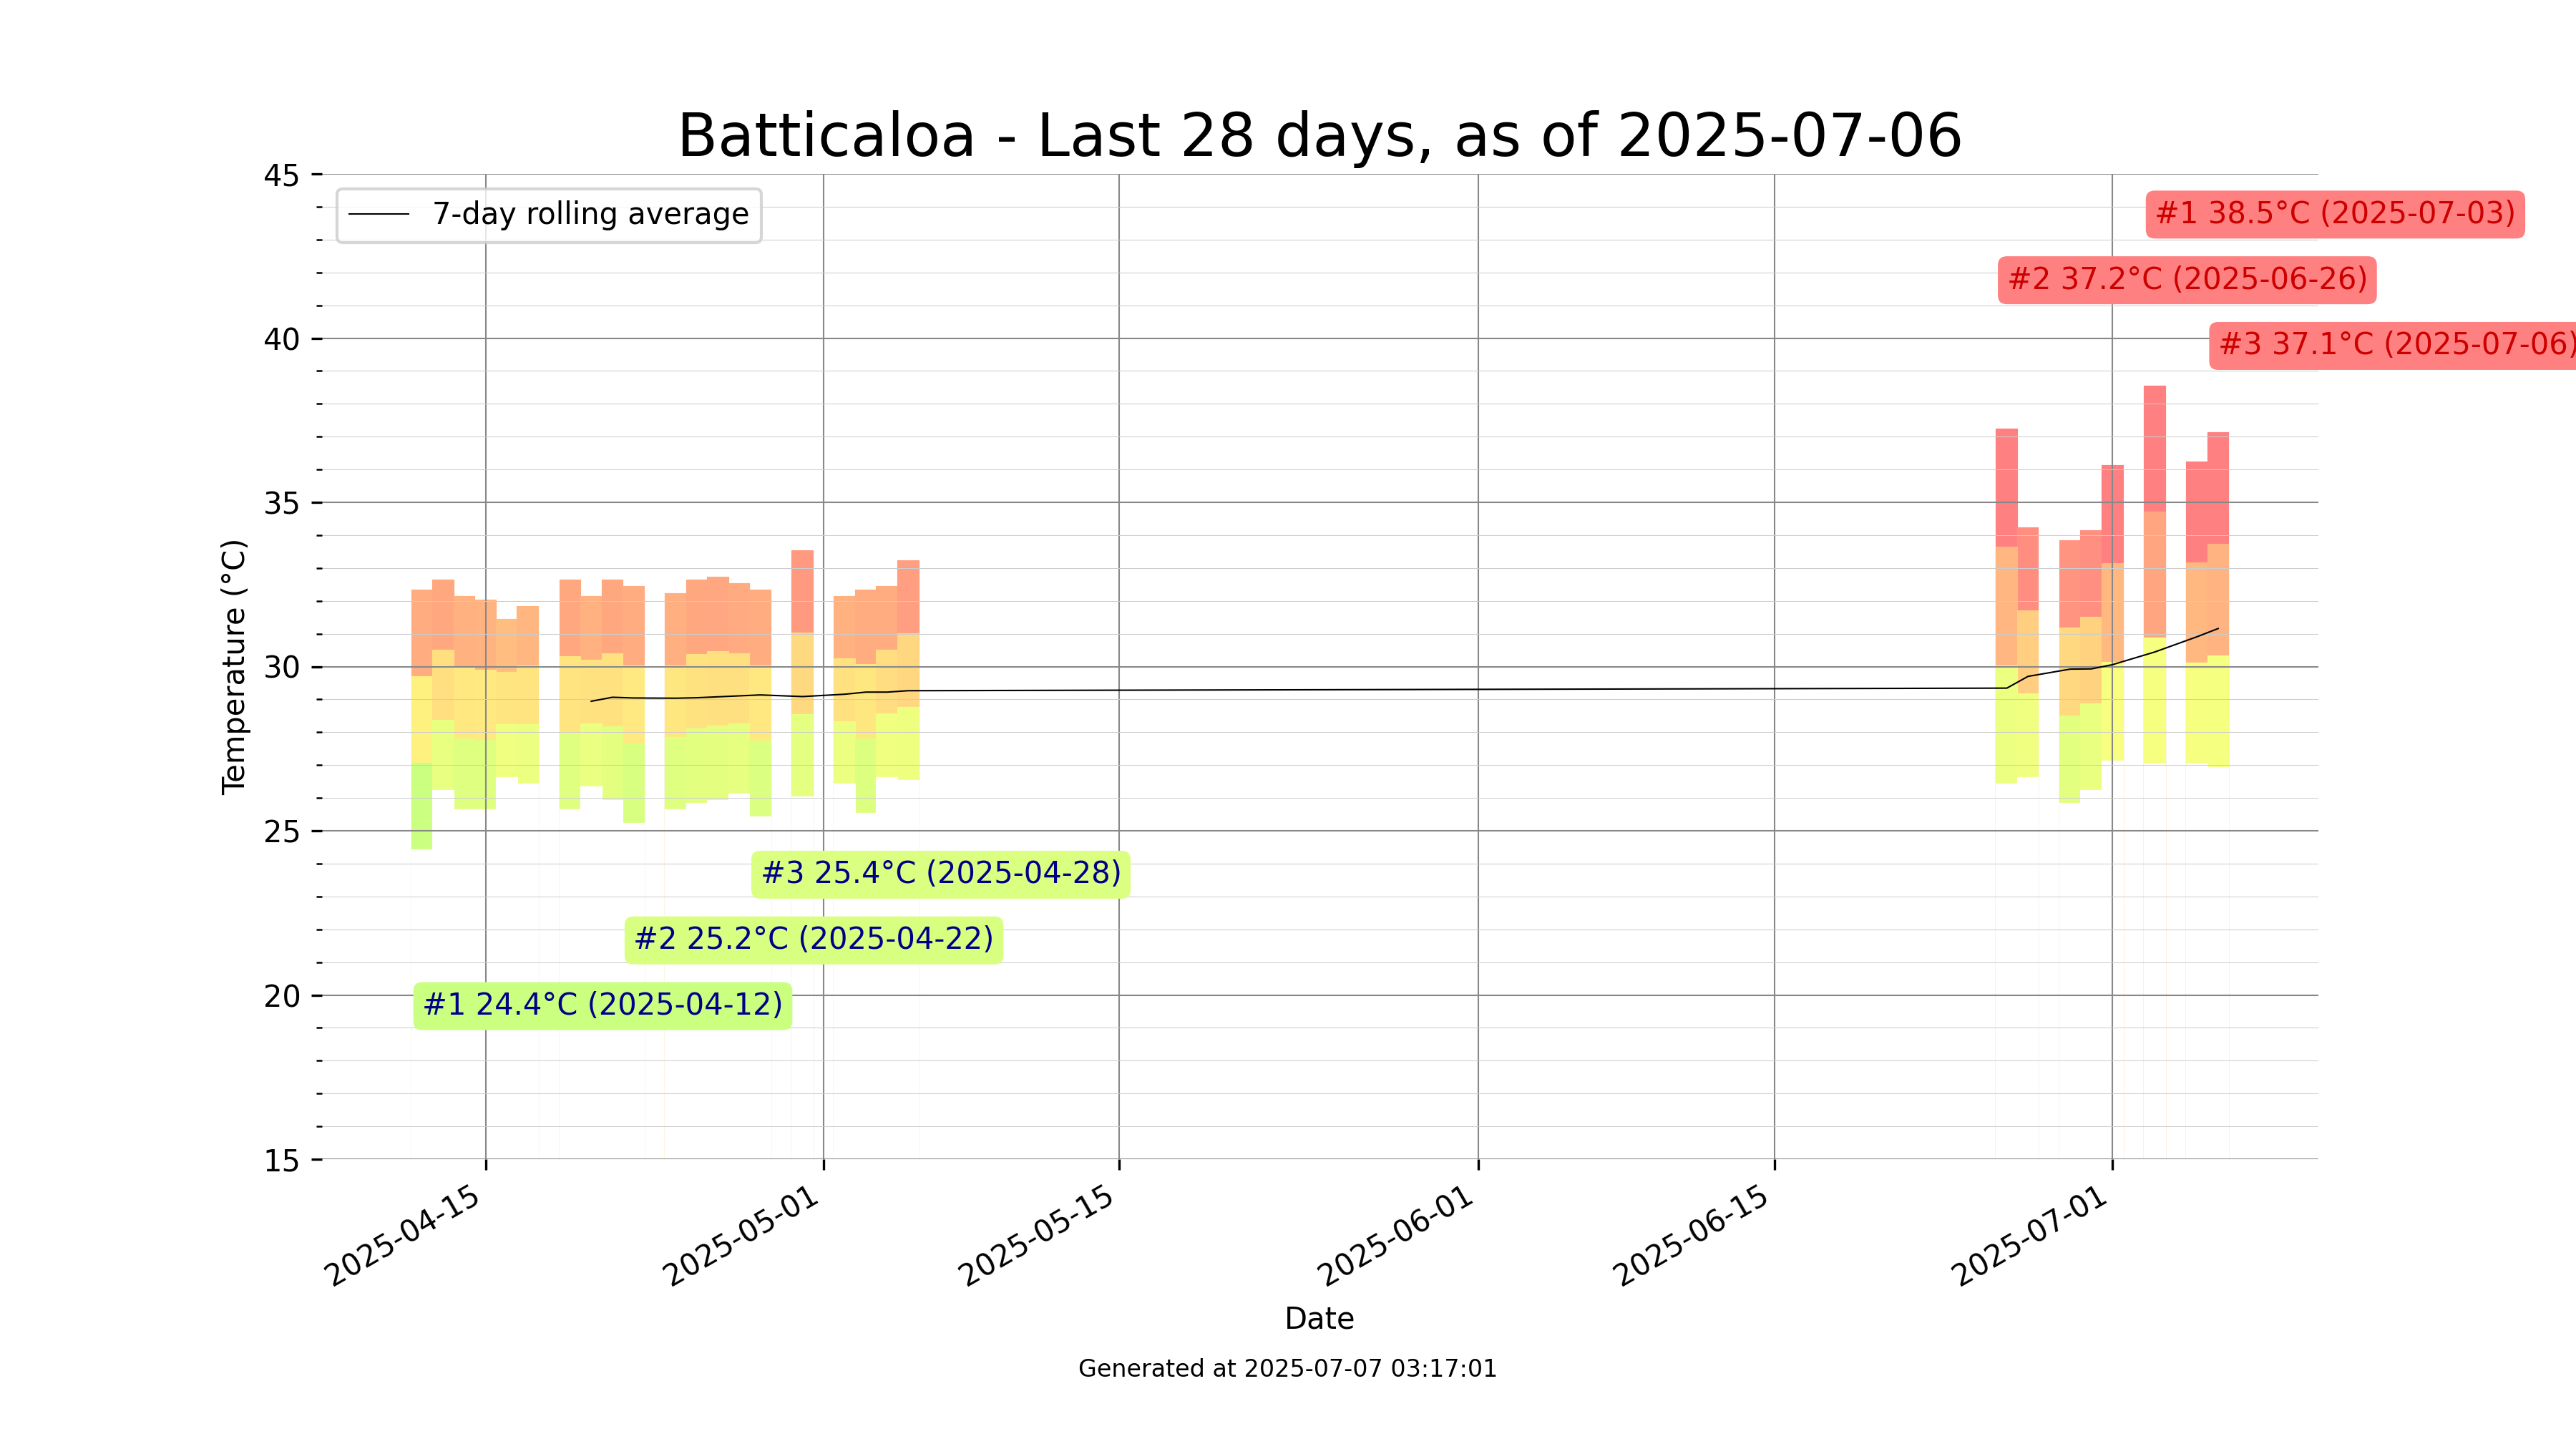 Batticaloa - Last 28 days, as of 2025-07-06
7-day rolling average
#1 38.5°C (2025-07-03)
#2 37.2°C (2025-06-26)
#3 37.1°C (2025-07-06)
45
40
35
30
25
20
15
Temperature (°C)
#3 25.4°C (2025-04-28)
#2 25.2°C (2025-04-22)
#1 24.4°C (2025-04-12)
2025-04-15
2025-05-01
2025-05-15
2025-06-01
2025-06-15
2025-07-01
Date
Generated at 2025-07-07 03:17:01